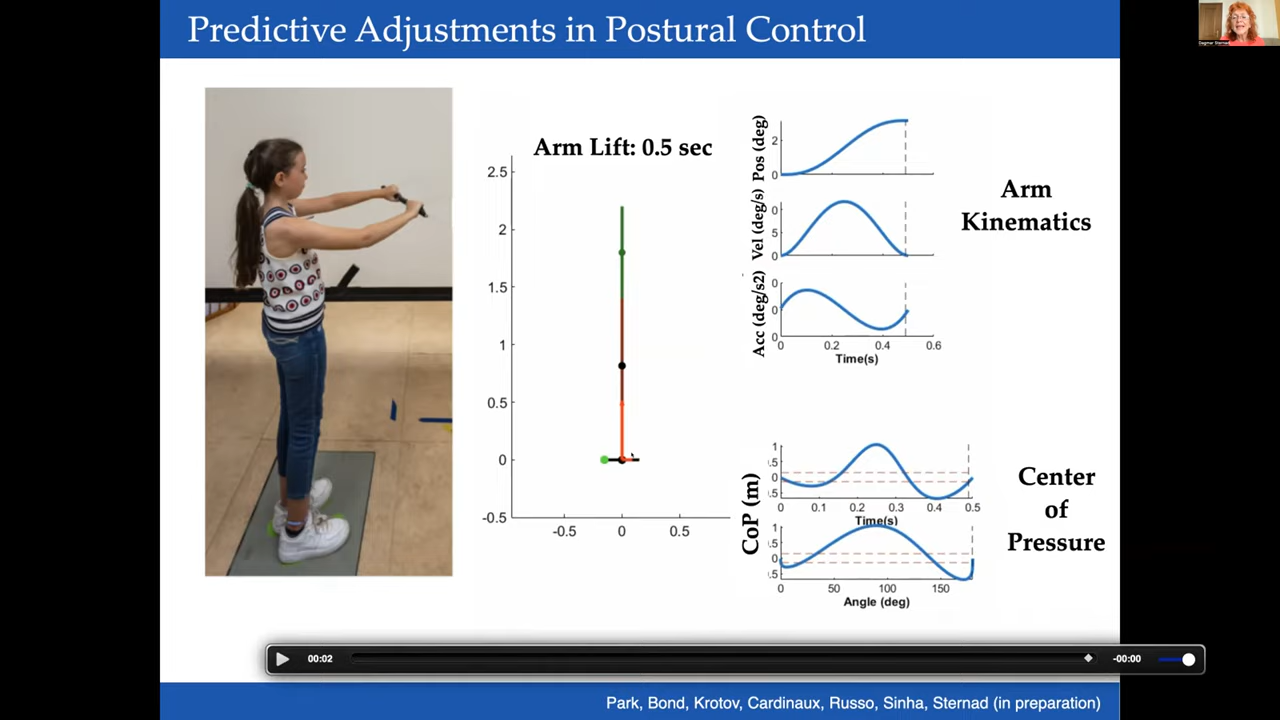 Predictive Adjustments in Postural Control
Dagmar Sternad
Arm Lift: 0.5 sec
2.5
2
1.5
1
0.5
0
-0.5
-0.5
0
0.5
Pos (deg)
2
0
Vel (deg/s)
0
5
0
Acc (deg/s2)
0
0
0
0
0.2
0.4
0.6
Time(s)
Arm
Kinematics
CoP (m)
1
.5
0
.5
0
0.1
0.2
0.3
0.4
0.5
Time(s)
1
0.5
0
.5
0
50
100
150
Angle (deg)
Center
of
Pressure
00:02
-00:00
Park, Bond, Krotov, Cardinaux, Russo, Sinha, Sternad (in preparation)